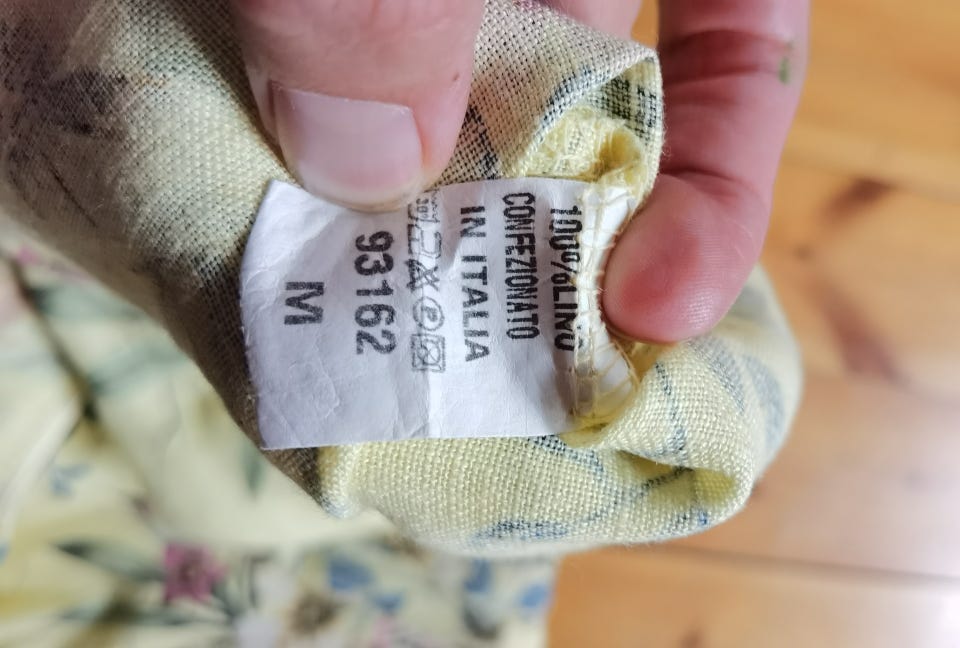 100% LINO
CONFEZIONATO
IN ITALIA
93162
M